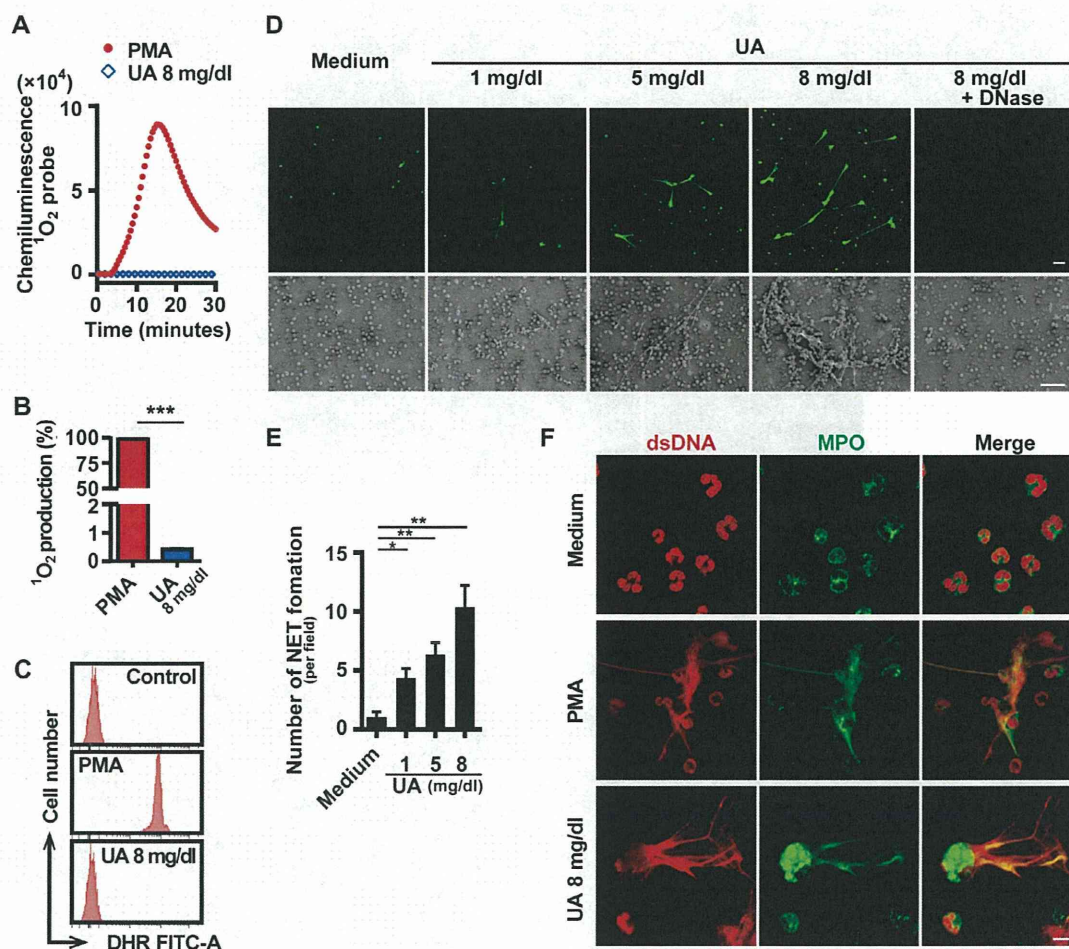 A
PMA
UA 8 mg/dl
(×10⁴)
10
5
0
Chemiluminescence
¹O₂ probe
0 10 20 30
Time (minutes)
B
***
¹O₂ production (%)
100
75
50
2
1
0
PMA
UA
8 mg/dl
C
Control
PMA
UA 8 mg/dl
Cell number
DHR FITC-A
D
UA
Medium
1 mg/dl 5 mg/dl 8 mg/dl 8 mg/dl
+ DNase
E
**
**
*
Number of NET fomation
(per field)
15
10
5
0
Medium
1 5 8
UA (mg/dl)
F
dsDNA MPO Merge
Medium
PMA
UA 8 mg/dl